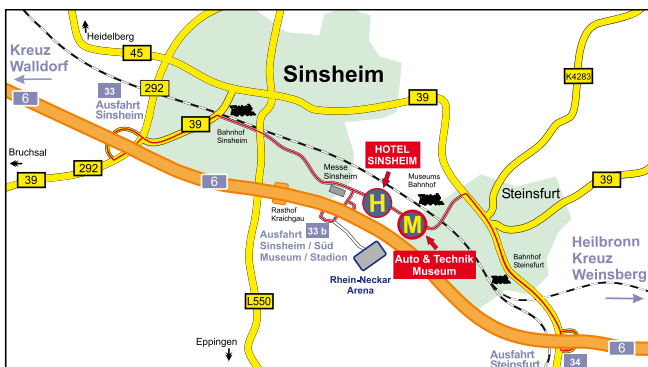 Heidelberg
Kreuz
Walldorf
45
33
292
Ausfahrt
Sinsheim
6
Sinsheim
K4283
39
39
Bahnhof
Sinsheim
HOTEL
SINSHEIM
Bruchsal
292
39
Messe
Sinsheim
Museums
Bahnhof
6
H
Steinsfurt
39
Rasthof
Kraichgau
M
33 b
Ausfahrt
Sinsheim / Süd
Museum / Stadion
Auto & Technik
Museum
Bahnhof
Steinsfurt
Heilbronn
Kreuz
Weinsberg
Rhein-Neckar
Arena
L550
Eppingen
6
Ausfahrt
Steinsfurt
34